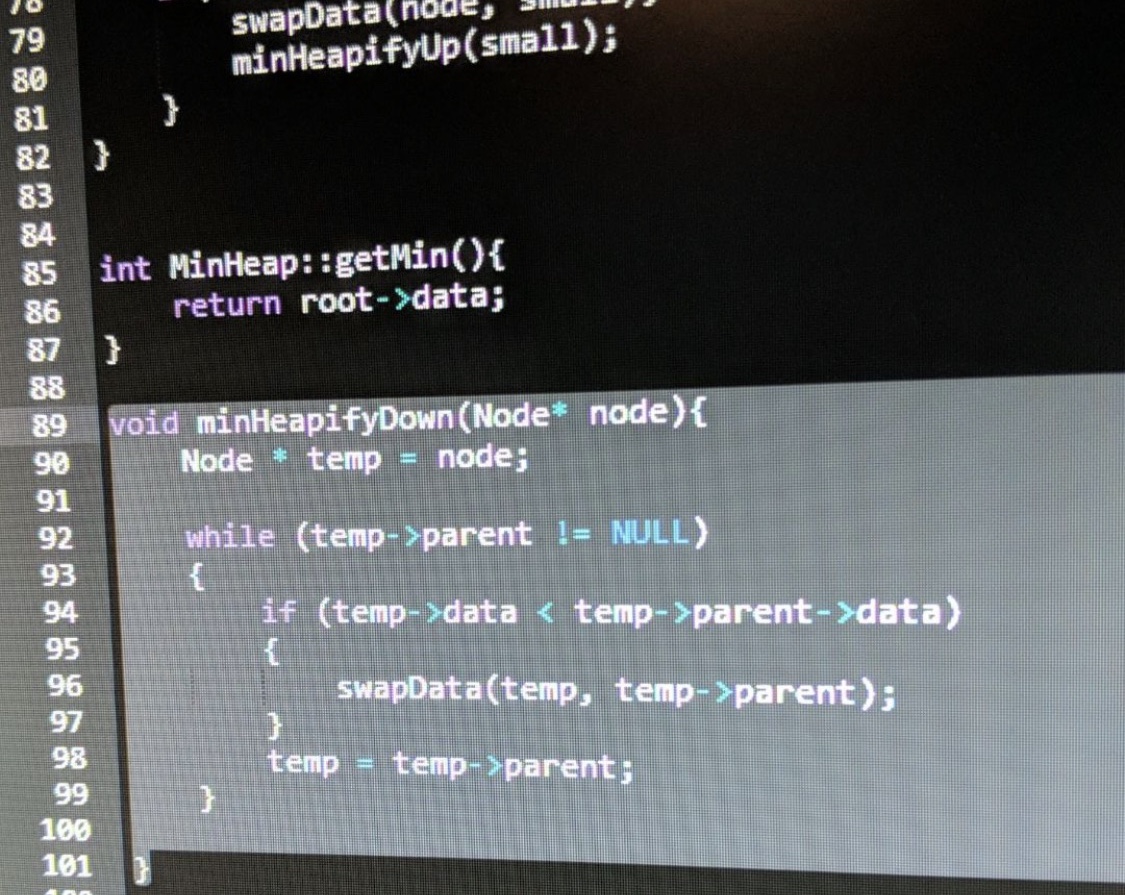 79 swapData(node,
80 minHeapifyUp(small);
81 }
82 }
83
84
85 int MinHeap::getMin(){
86 return root->data;
87 }
88
89 void minHeapifyDown(Node* node){
90 Node * temp = node;
91
92 while (temp->parent != NULL)
93 {
94 if (temp->data < temp->parent->data)
95 {
96 swapData(temp, temp->parent);
97 }
98 temp = temp->parent;
99 }
100
101 }